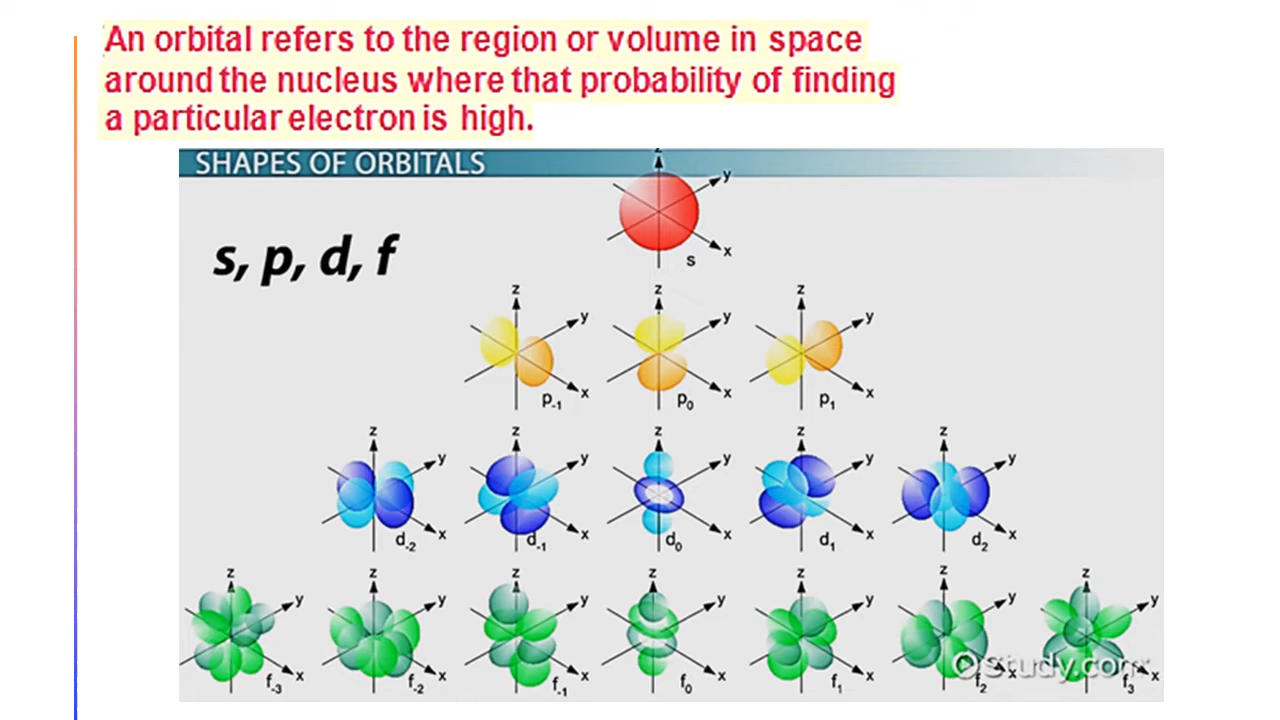 An orbital refers to the region or volume in space
around the nucleus where that probability of finding
a particular electron is high.
SHAPES OF ORBITALS
s, p, d, f
z
y
x
s
z
y
x
p-1
z
y
x
p0
z
y
x
p1
z
y
x
d-2
z
y
x
d-1
z
y
x
d0
z
y
x
d1
z
y
x
d2
z
y
x
f-3
z
y
x
f-2
z
y
x
f-1
z
y
x
f0
z
y
x
f1
z
y
x
f2
z
y
x
f3
Study.com